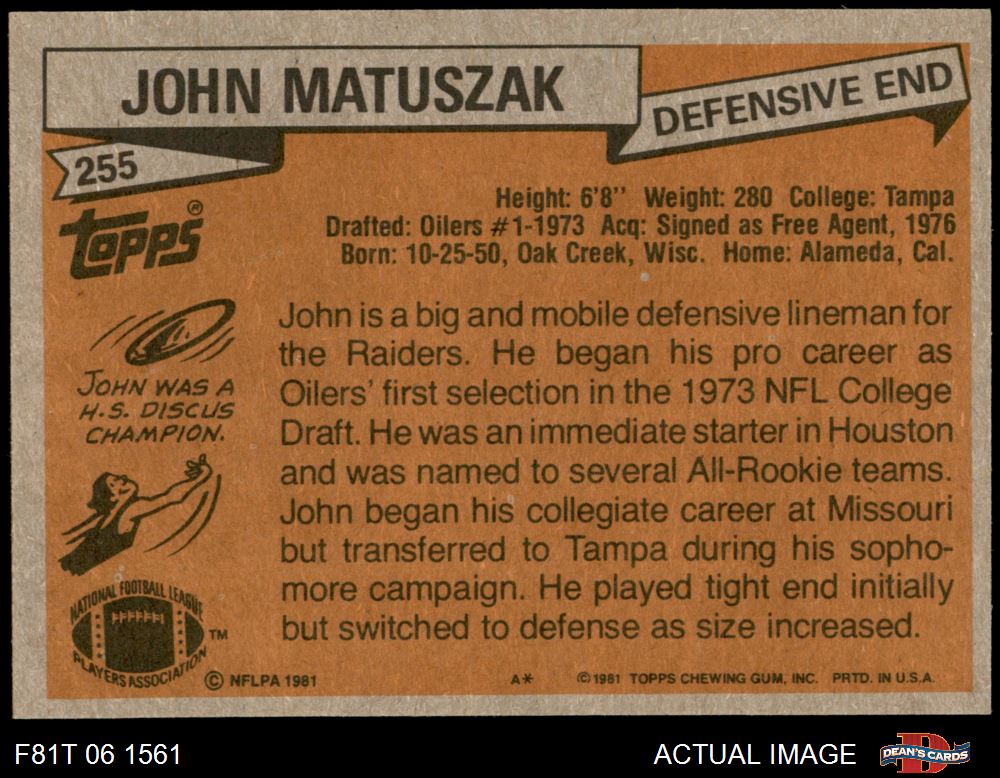 JOHN MATUSZAK
DEFENSIVE END
255
Topps®
Height: 6'8'' Weight: 280 College: Tampa
Drafted: Oilers #1-1973 Acq: Signed as Free Agent, 1976
Born: 10-25-50, Oak Creek, Wisc. Home: Alameda, Cal.
JOHN WAS A
H.S. DISCUS
CHAMPION.
John is a big and mobile defensive lineman for
the Raiders. He began his pro career as
Oilers' first selection in the 1973 NFL College
Draft. He was an immediate starter in Houston
and was named to several All-Rookie teams.
John began his collegiate career at Missouri
but transferred to Tampa during his sopho-
more campaign. He played tight end initially
but switched to defense as size increased.
NATIONAL FOOTBALL LEAGUE
PLAYERS ASSOCIATION
TM
© NFLPA 1981
A*
© 1981 TOPPS CHEWING GUM, INC. PRTD. IN U.S.A.
F81T 06 1561
ACTUAL IMAGE
D
DEAN'S CARDS